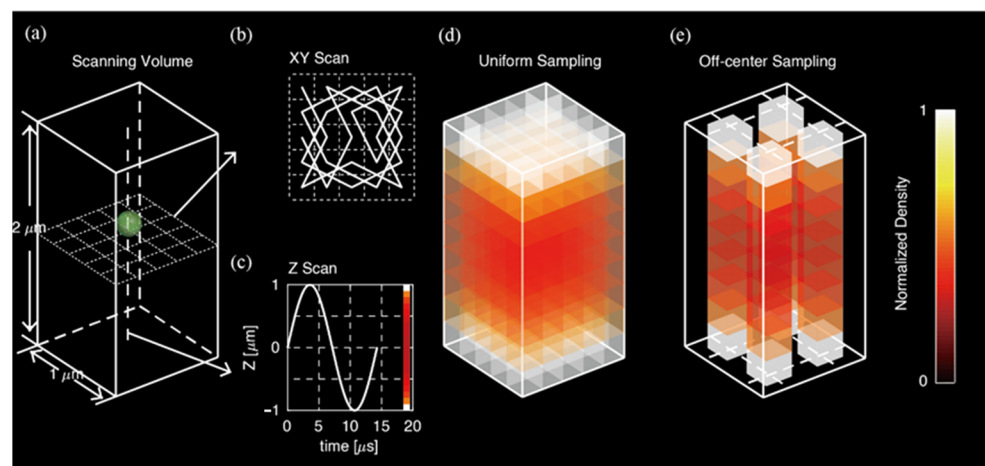 (a)
Scanning Volume
2 μm
1 μm
(b)
XY Scan
(c)
Z Scan
Z [μm]
1
0
−1
0
5
10
15
20
time [μs]
(d)
Uniform Sampling
(e)
Off-center Sampling
1
Normalized Density
0